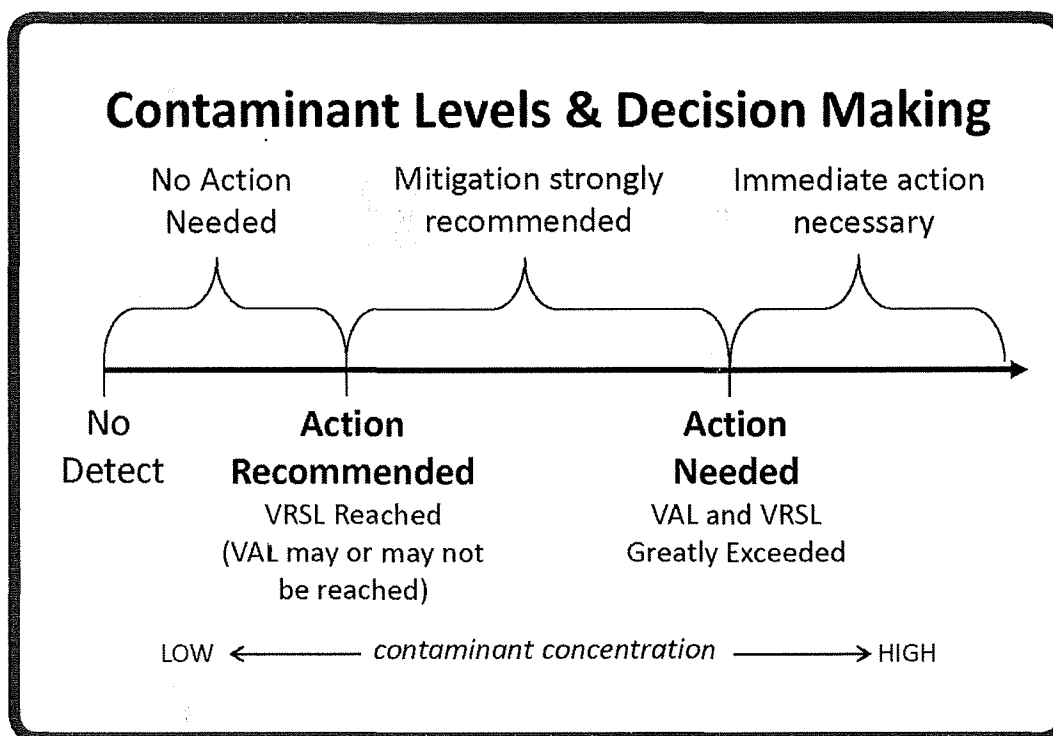 Contaminant Levels & Decision Making
No Action
Needed
Mitigation strongly
recommended
Immediate action
necessary
No
Detect
Action
Recommended
VRSL Reached
(VAL may or may not
be reached)
Action
Needed
VAL and VRSL
Greatly Exceeded
LOW contaminant concentration HIGH